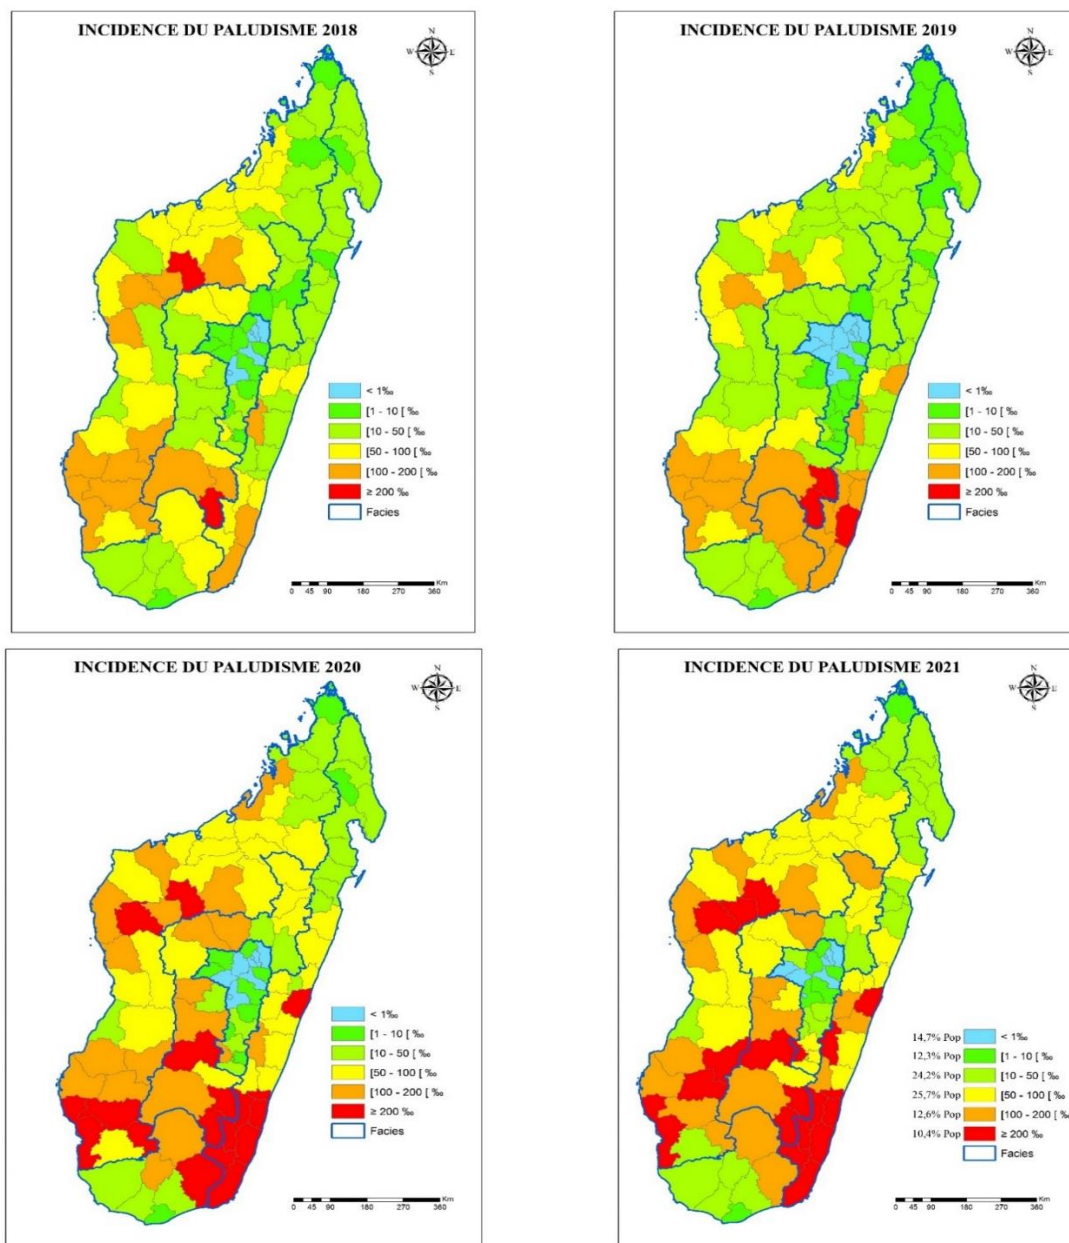 INCIDENCE DU PALUDISME 2018
N
W E
S
< 1‰
[1 - 10 [ ‰
[10 - 50 [ ‰
[50 - 100 [ ‰
[100 - 200 [ ‰
≥ 200 ‰
Facies
Km
0 45 90 180 270 360
INCIDENCE DU PALUDISME 2019
N
W E
S
< 1‰
[1 - 10 [ ‰
[10 - 50 [ ‰
[50 - 100 [ ‰
[100 - 200 [ ‰
≥ 200 ‰
Facies
Km
0 45 90 180 270 360
INCIDENCE DU PALUDISME 2020
N
W E
S
< 1‰
[1 - 10 [ ‰
[10 - 50 [ ‰
[50 - 100 [ ‰
[100 - 200 [ ‰
≥ 200 ‰
Facies
Km
0 45 90 180 270 360
INCIDENCE DU PALUDISME 2021
N
W E
S
14,7% Pop < 1‰
12,3% Pop [1 - 10 [ ‰
24,2% Pop [10 - 50 [ ‰
25,7% Pop [50 - 100 [ ‰
12,6% Pop [100 - 200 [ ‰
10,4% Pop ≥ 200 ‰
Facies
Km
0 45 90 180 270 360